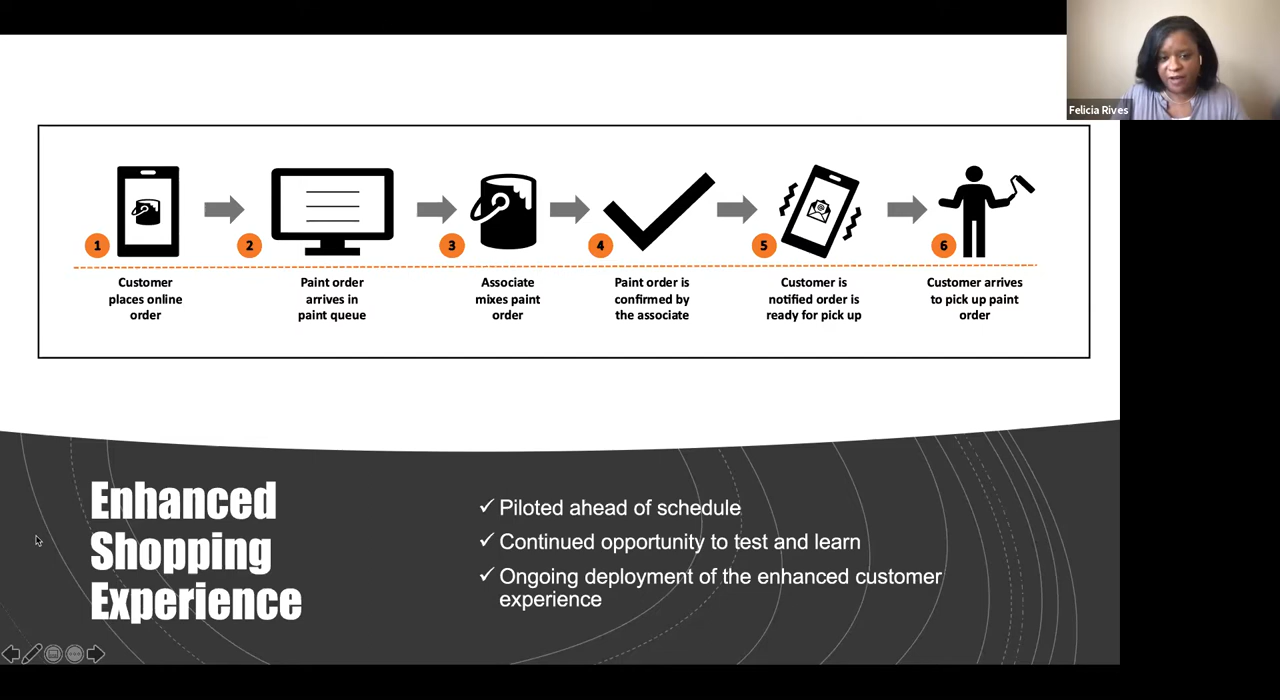 Felicia Rives
1
Customer
places online
order
2
Paint order
arrives in
paint queue
3
Associate
mixes paint
order
4
Paint order is
confirmed by
the associate
5
Customer is
notified order is
ready for pick up
6
Customer arrives
to pick up paint
order
Enhanced
Shopping
Experience
✓ Piloted ahead of schedule
✓ Continued opportunity to test and learn
✓ Ongoing deployment of the enhanced customer
experience